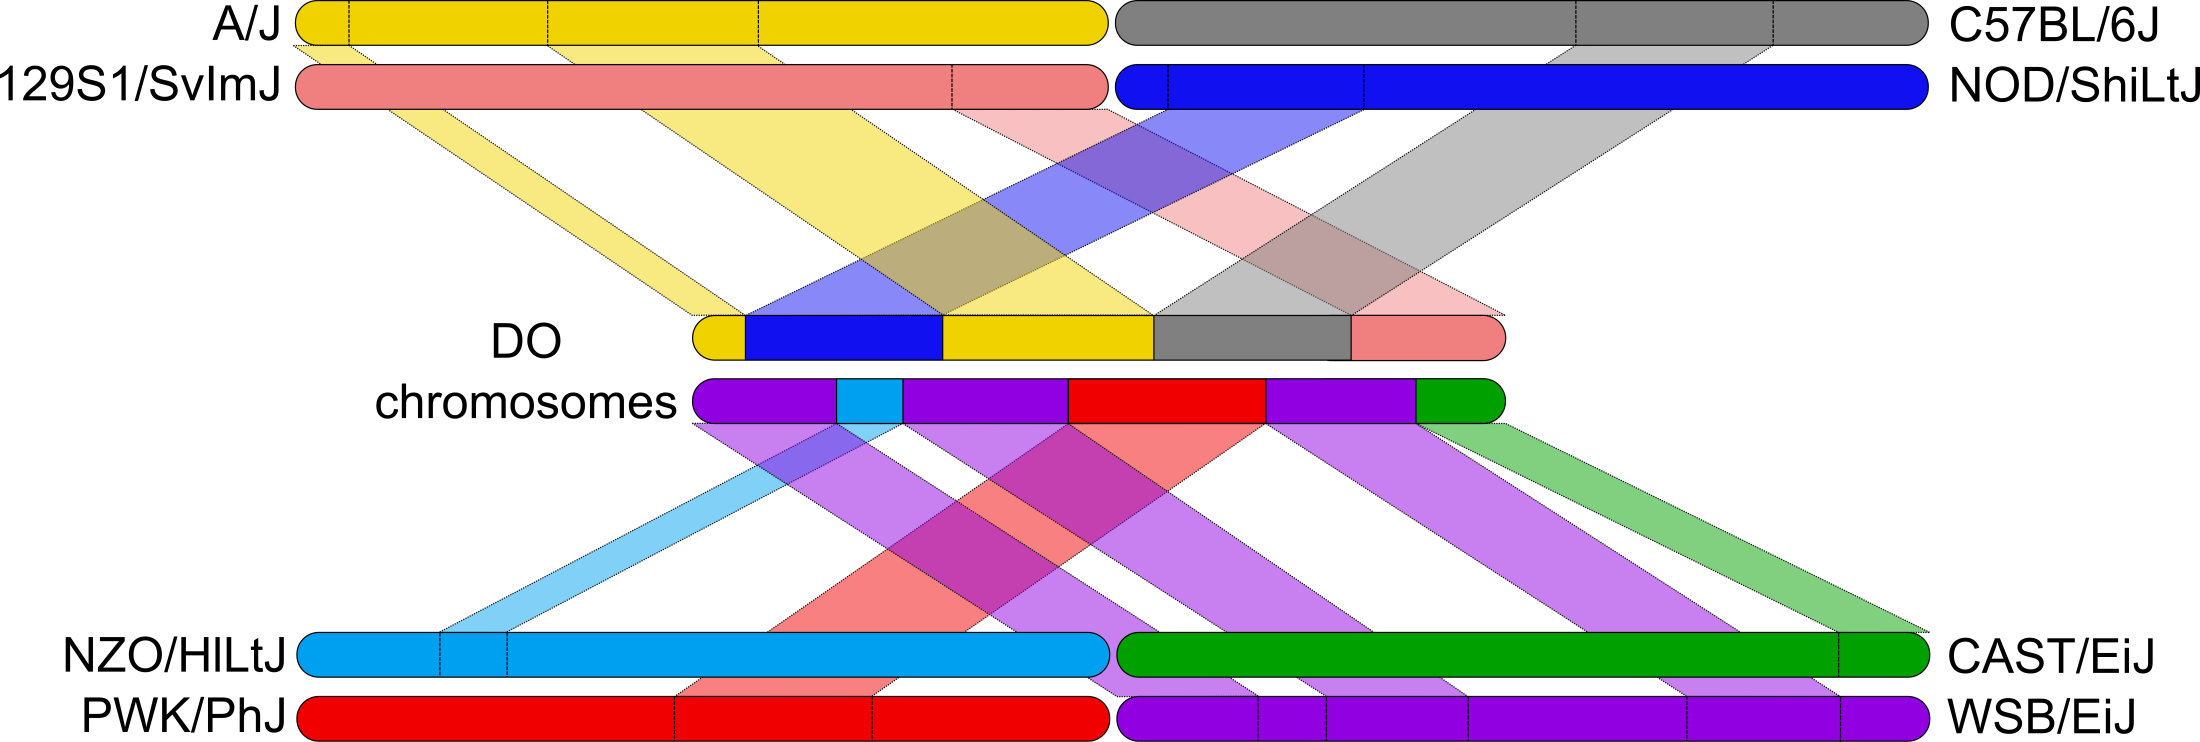 A/J
C57BL/6J
129S1/SvImJ
NOD/ShiLtJ
DO
chromosomes
NZO/HlLtJ
CAST/EiJ
PWK/PhJ
WSB/EiJ